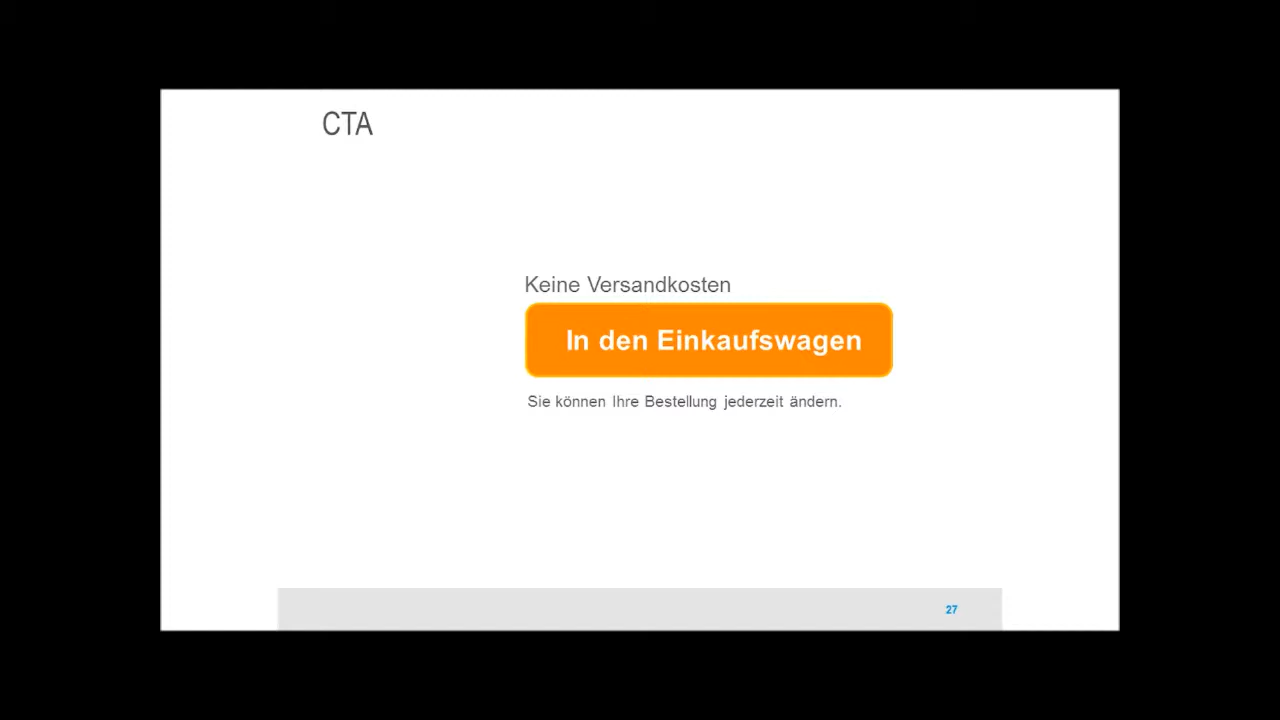 CTA
Keine Versandkosten
In den Einkaufswagen
Sie können Ihre Bestellung jederzeit ändern.
27